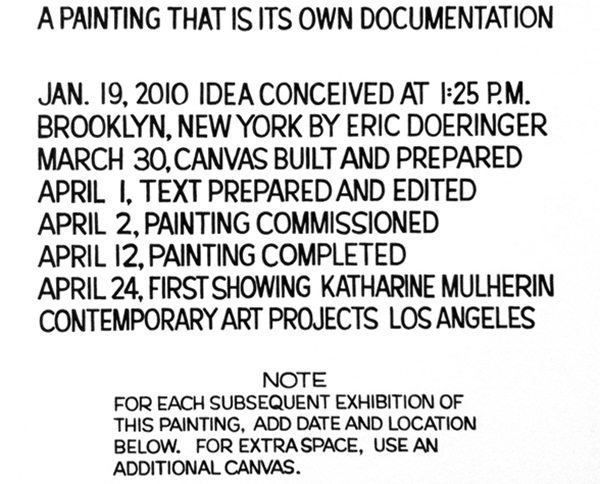 A PAINTING THAT IS ITS OWN DOCUMENTATION
JAN. 19, 2010 IDEA CONCEIVED AT 1:25 P.M.
BROOKLYN, NEW YORK BY ERIC DOERINGER
MARCH 30, CANVAS BUILT AND PREPARED
APRIL 1, TEXT PREPARED AND EDITED
APRIL 2, PAINTING COMMISSIONED
APRIL 12, PAINTING COMPLETED
APRIL 24, FIRST SHOWING KATHARINE MULHERIN
CONTEMPORARY ART PROJECTS LOS ANGELES
NOTE
FOR EACH SUBSEQUENT EXHIBITION OF
THIS PAINTING, ADD DATE AND LOCATION
BELOW. FOR EXTRA SPACE, USE AN
ADDITIONAL CANVAS.